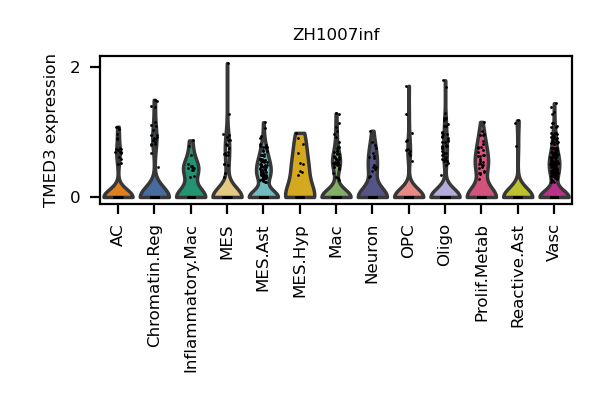 ZH1007inf
TMED3 expression
2
0
AC
Chromatin.Reg
Inflammatory.Mac
MES
MES.Ast
MES.Hyp
Mac
Neuron
OPC
Oligo
Prolif.Metab
Reactive.Ast
Vasc